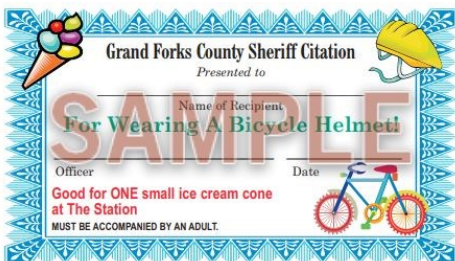 Grand Forks County Sheriff Citation
Presented to
Name of Recipient
For Wearing A Bicycle Helmet!
SAMPLE
Officer Date
Good for ONE small ice cream cone
at The Station
MUST BE ACCOMPANIED BY AN ADULT.